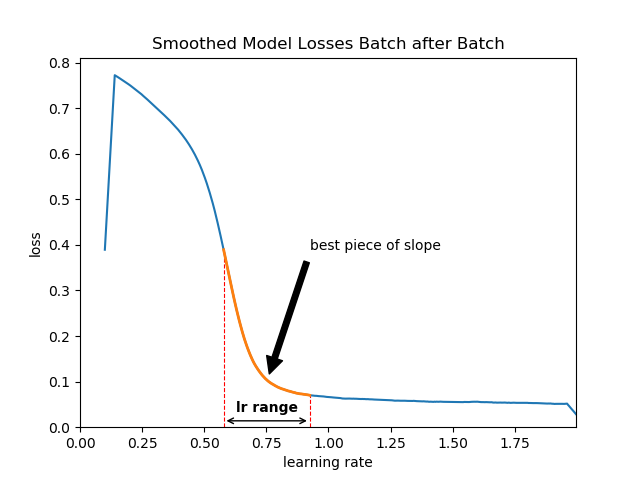 Smoothed Model Losses Batch after Batch
0.8
0.7
0.6
0.5
0.4
0.3
0.2
0.1
0.0
loss
best piece of slope
lr range
0.00 0.25 0.50 0.75 1.00 1.25 1.50 1.75
learning rate